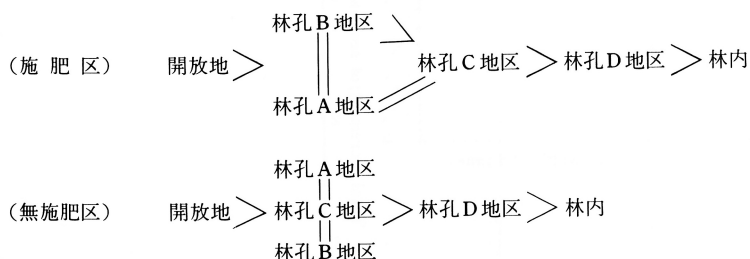 林孔B地区 >
(施 肥 区) 開放地 > 林孔C地区 > 林孔D地区 > 林内
林孔A地区
林孔A地区
(無施肥区) 開放地 > 林孔C地区 > 林孔D地区 > 林内
林孔B地区